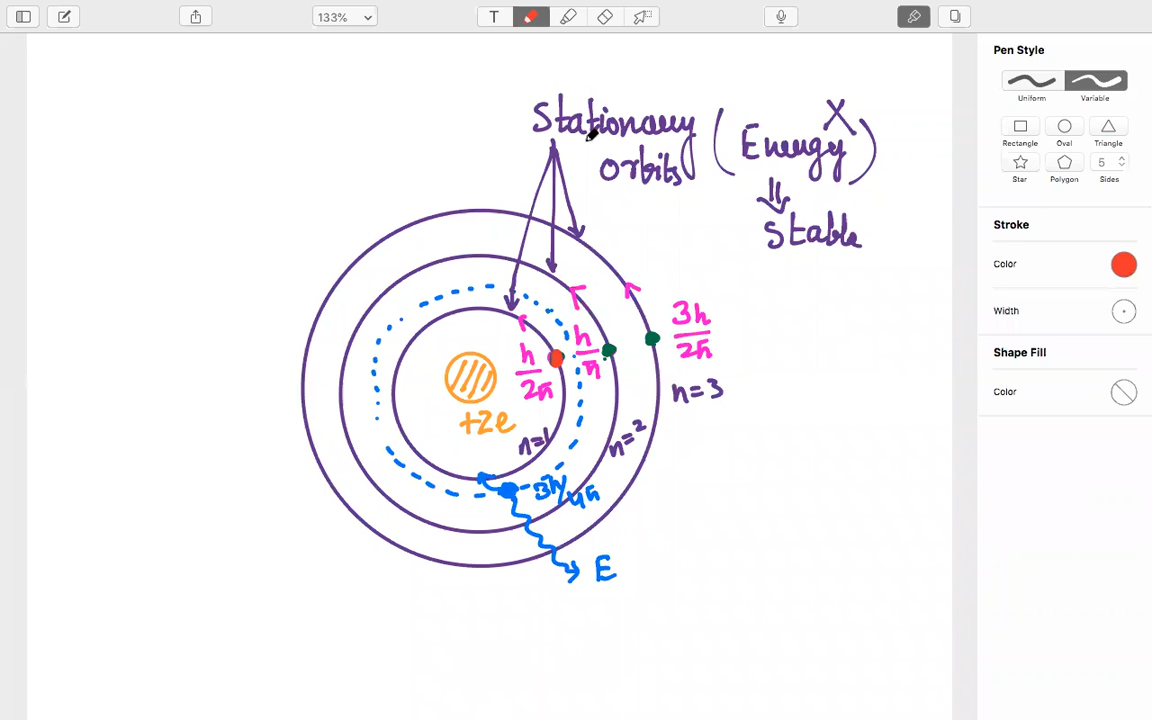 133%
T
Pen Style
Uniform
Variable
Rectangle
Oval
Triangle
Star
Polygon
5
Sides
Stroke
Color
Width
Shape Fill
Color
Stationary
orbits
(Energy X)
⇓
Stable
h/2π
h/π
3h/2π
n=3
+Ze
n=1
n=2
3h/4π
E